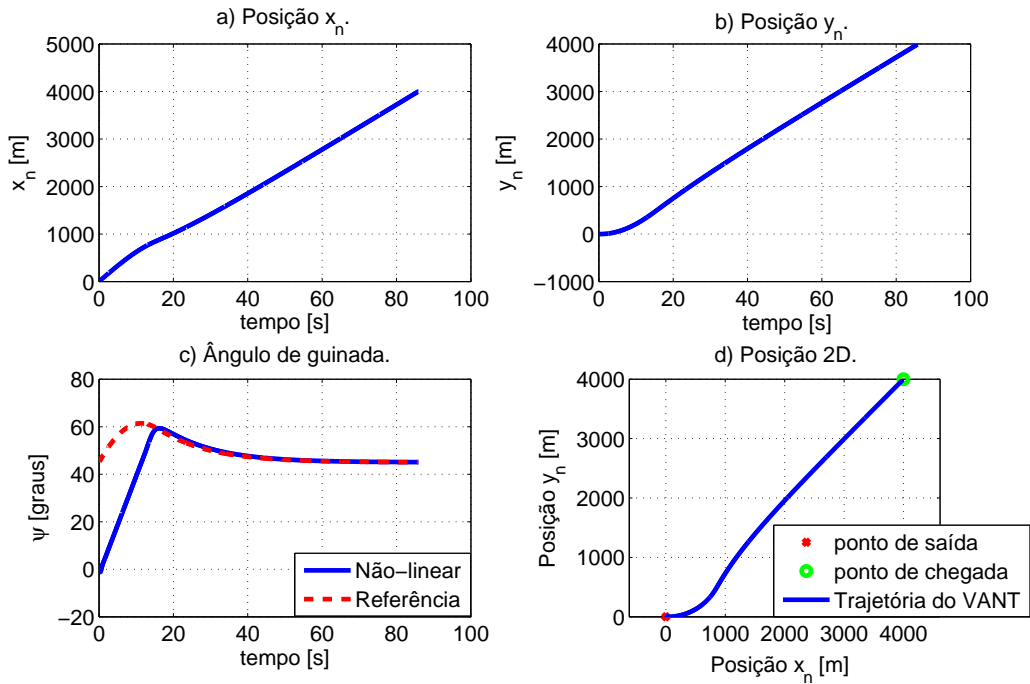 a) Posição x_n.
5000
4000
3000
2000
1000
0
x_n [m]
0 20 40 60 80 100
tempo [s]
b) Posição y_n.
4000
3000
2000
1000
0
−1000
y_n [m]
0 20 40 60 80 100
tempo [s]
c) Ângulo de guinada.
80
60
40
20
0
−20
ψ [graus]
0 20 40 60 80 100
tempo [s]
Não−linear
Referência
d) Posição 2D.
4000
3000
2000
1000
0
Posição y_n [m]
0 1000 2000 3000 4000
Posição x_n [m]
ponto de saída
ponto de chegada
Trajetória do VANT